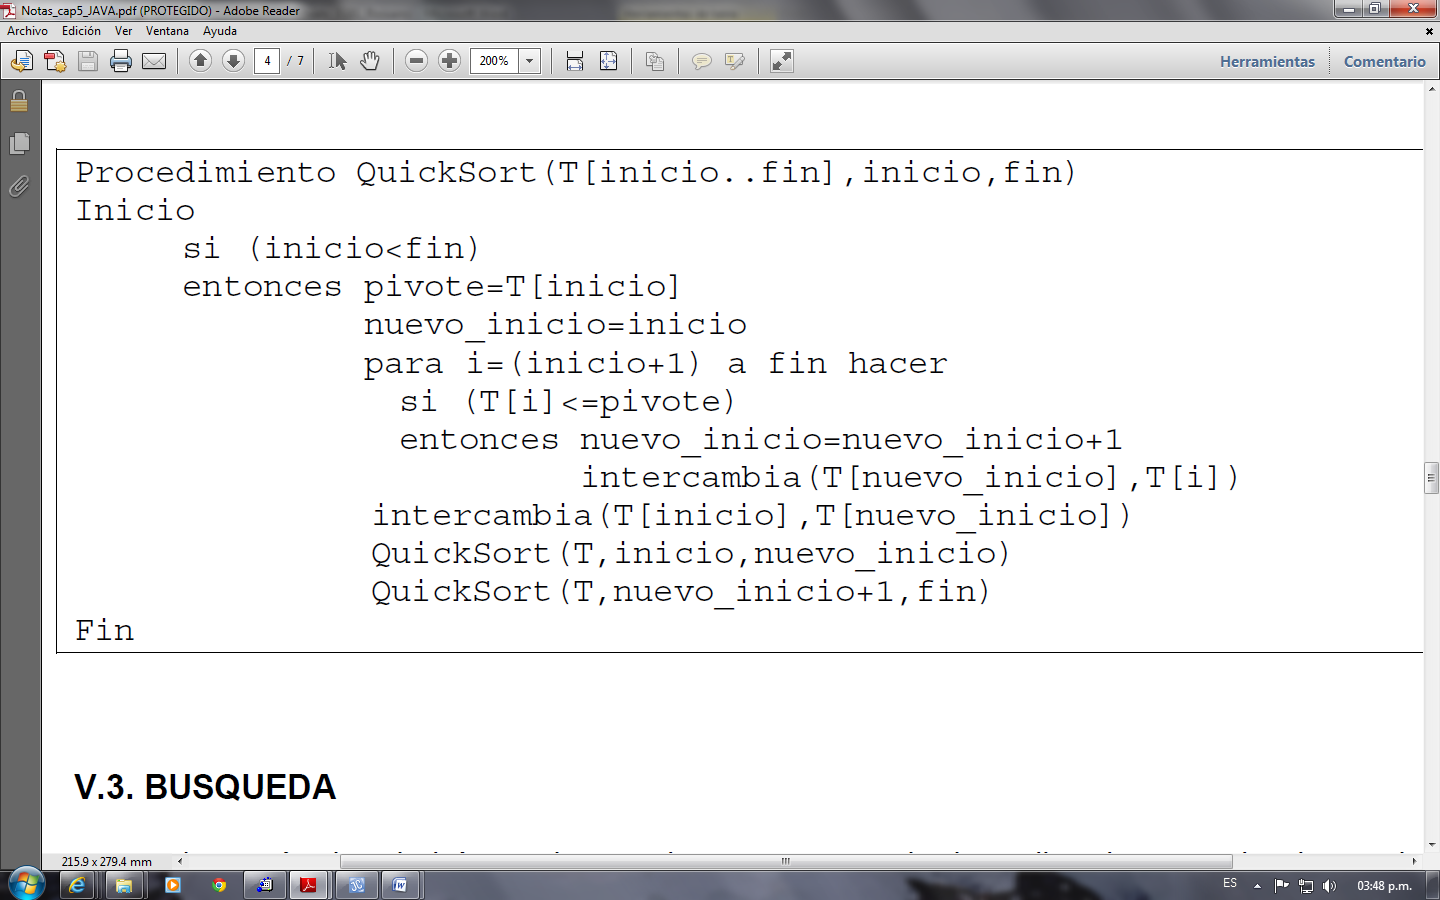 Notas_cap5_JAVA.pdf (PROTEGIDO) - Adobe Reader
Archivo Edición Ver Ventana Ayuda
4 / 7 200% Herramientas Comentario
Procedimiento QuickSort(T[inicio..fin],inicio,fin)
Inicio
si (inicio<fin)
entonces pivote=T[inicio]
nuevo_inicio=inicio
para i=(inicio+1) a fin hacer
si (T[i]<=pivote)
entonces nuevo_inicio=nuevo_inicio+1
intercambia(T[nuevo_inicio],T[i])
intercambia(T[inicio],T[nuevo_inicio])
QuickSort(T,inicio,nuevo_inicio)
QuickSort(T,nuevo_inicio+1,fin)
Fin
V.3. BUSQUEDA
215.9 x 279.4 mm
ES 03:48 p.m.